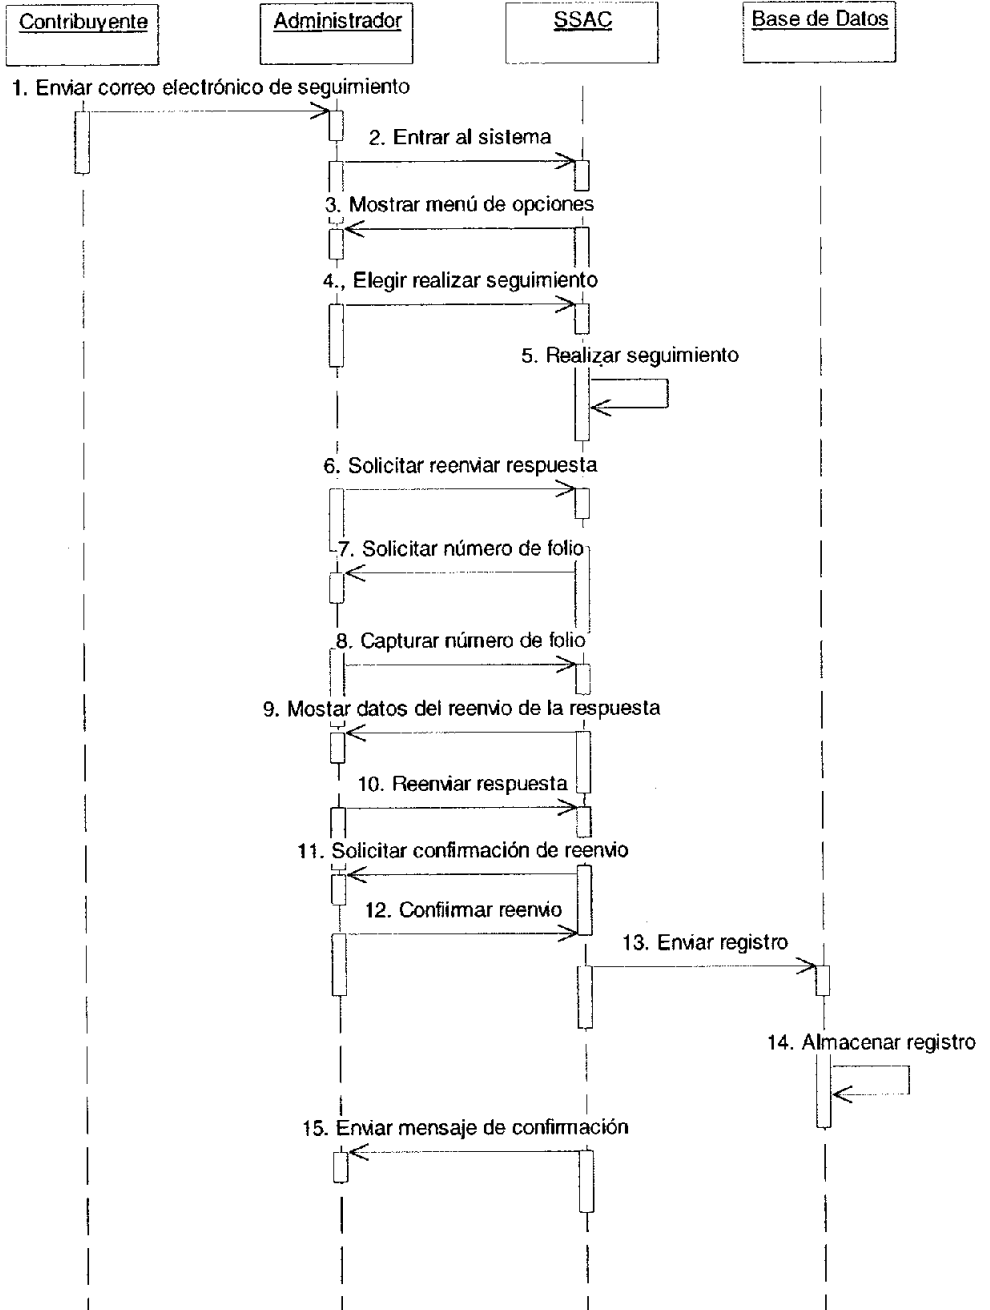 Contribuyente
Administrador
SSAC
Base de Datos
1. Enviar correo electrónico de seguimiento
2. Entrar al sistema
3. Mostrar menú de opciones
4., Elegir realizar seguimiento
5. Realizar seguimiento
6. Solicitar reenviar respuesta
7. Solicitar número de folio
8. Capturar número de folio
9. Mostar datos del reenvio de la respuesta
10. Reenviar respuesta
11. Solicitar confirmación de reenvio
12. Confiirmar reenvio
13. Enviar registro
14. Almacenar registro
15. Enviar mensaje de confirmación